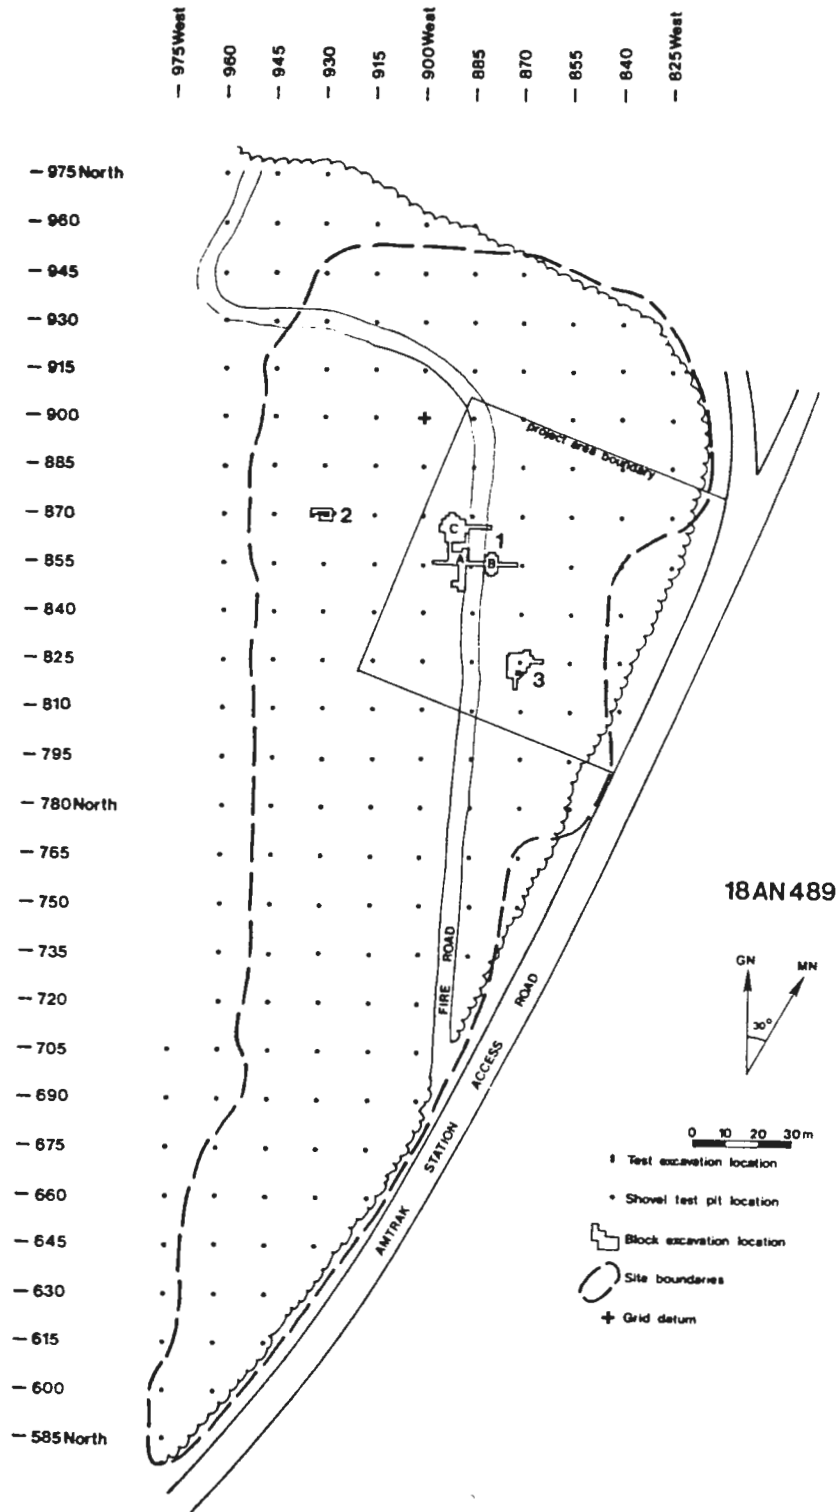 975 West
960
945
930
915
900 West
885
870
855
840
825 West
975 North
960
945
930
915
900
885
870
855
840
825
810
795
780 North
765
750
735
720
705
690
675
660
645
630
615
600
585 North
project area boundary
2
C
1
A
B
3
FIRE ROAD
AMTRAK STATION ACCESS ROAD
18AN489
GN
MN
30°
0 10 20 30m
Test excavation location
Shovel test pit location
Block excavation location
Site boundaries
Grid datum